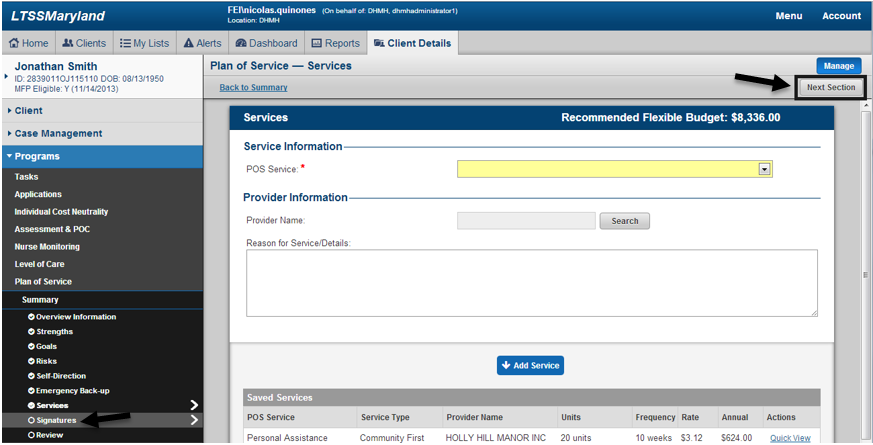 LTSSMaryland
FEI\nicolas.quinones (On behalf of: DHMH, dhmhadministrator1)
Location: DHMH
Menu Account
Home Clients My Lists Alerts Dashboard Reports Client Details
Jonathan Smith
ID: 2839011OJ115110 DOB: 08/13/1950
MFP Eligible: Y (11/14/2013)
Client
Case Management
Programs
Tasks
Applications
Individual Cost Neutrality
Assessment & POC
Nurse Monitoring
Level of Care
Plan of Service
Summary
Overview Information
Strengths
Goals
Risks
Self-Direction
Emergency Back-up
Services
Signatures
Review
Plan of Service — Services
Manage
Back to Summary
Next Section
Services Recommended Flexible Budget: $8,336.00
Service Information
POS Service: *
Provider Information
Provider Name:
Search
Reason for Service/Details:
Add Service
Saved Services
POS Service Service Type Provider Name Units Frequency Rate Annual Actions
Personal Assistance Community First HOLLY HILL MANOR INC 20 units 10 weeks $3.12 $624.00 Quick View